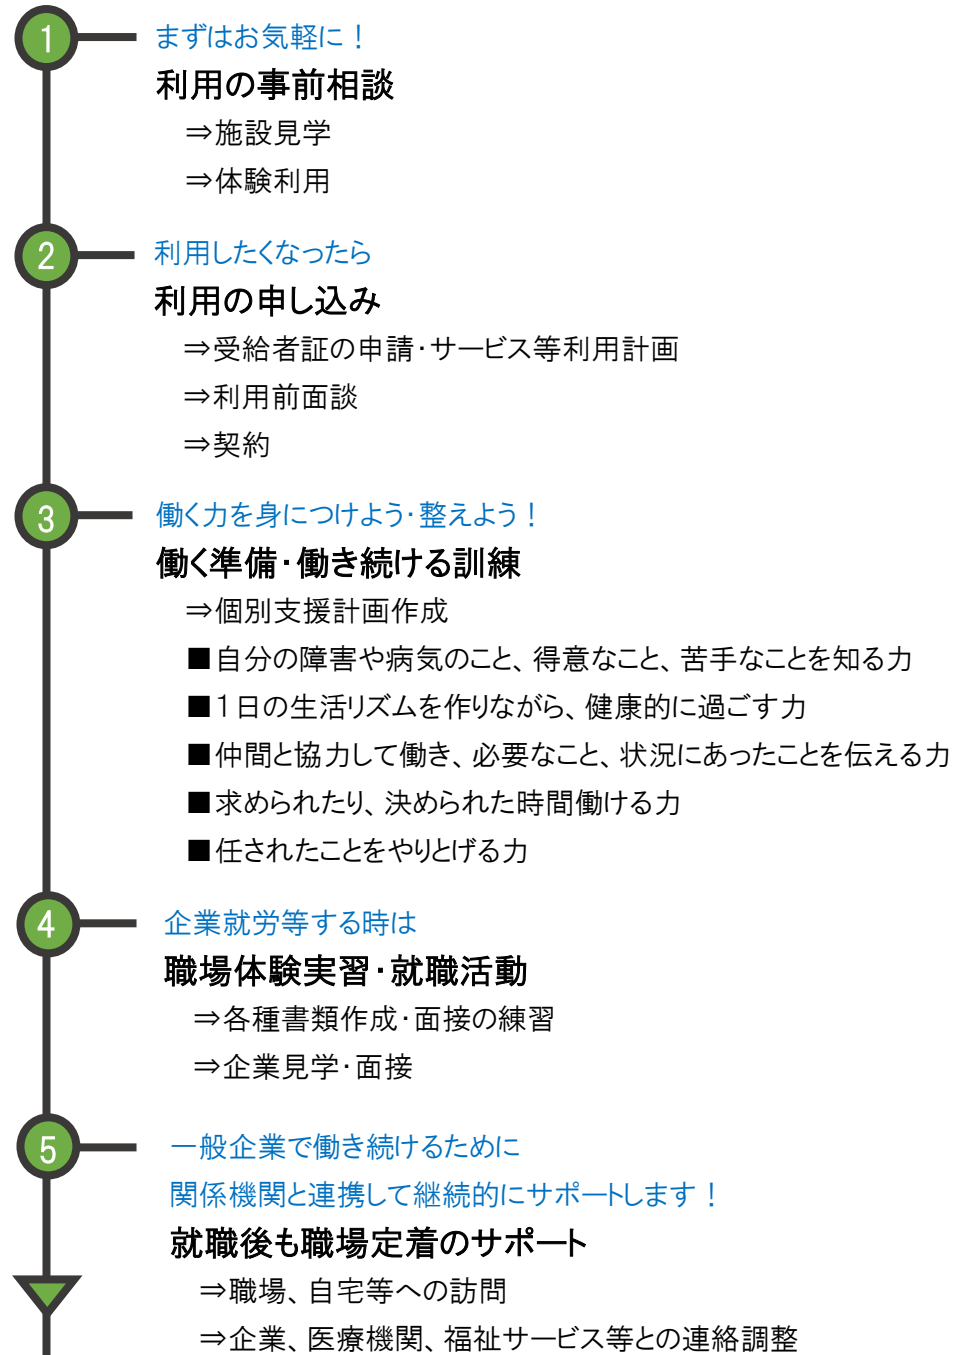 1
まずはお気軽に！
利用の事前相談
⇒施設見学
⇒体験利用
2
利用したくなったら
利用の申し込み
⇒受給者証の申請･サービス等利用計画
⇒利用前面談
⇒契約
3
働く力を身につけよう･整えよう！
働く準備･働き続ける訓練
⇒個別支援計画作成
■自分の障害や病気のこと、得意なこと、苦手なことを知る力
■1日の生活リズムを作りながら、健康的に過ごす力
■仲間と協力して働き、必要なこと、状況にあったことを伝える力
■求められたり、決められた時間働ける力
■任されたことをやりとげる力
4
企業就労等する時は
職場体験実習･就職活動
⇒各種書類作成･面接の練習
⇒企業見学･面接
5
一般企業で働き続けるために
関係機関と連携して継続的にサポートします！
就職後も職場定着のサポート
⇒職場、自宅等への訪問
⇒企業、医療機関、福祉サービス等との連絡調整